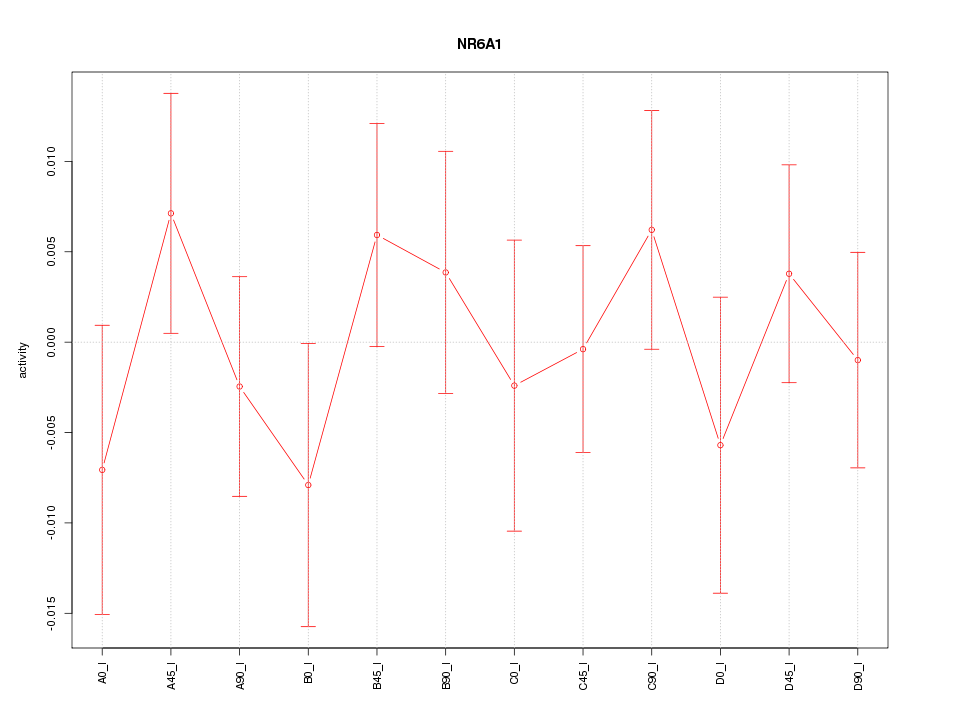 NR6A1
activity
0.010
0.005
0.000
-0.005
-0.010
-0.015
A0_I
A45_I
A90_I
B0_I
B45_I
B90_I
C0_I
C45_I
C90_I
D0_I
D45_I
D90_I